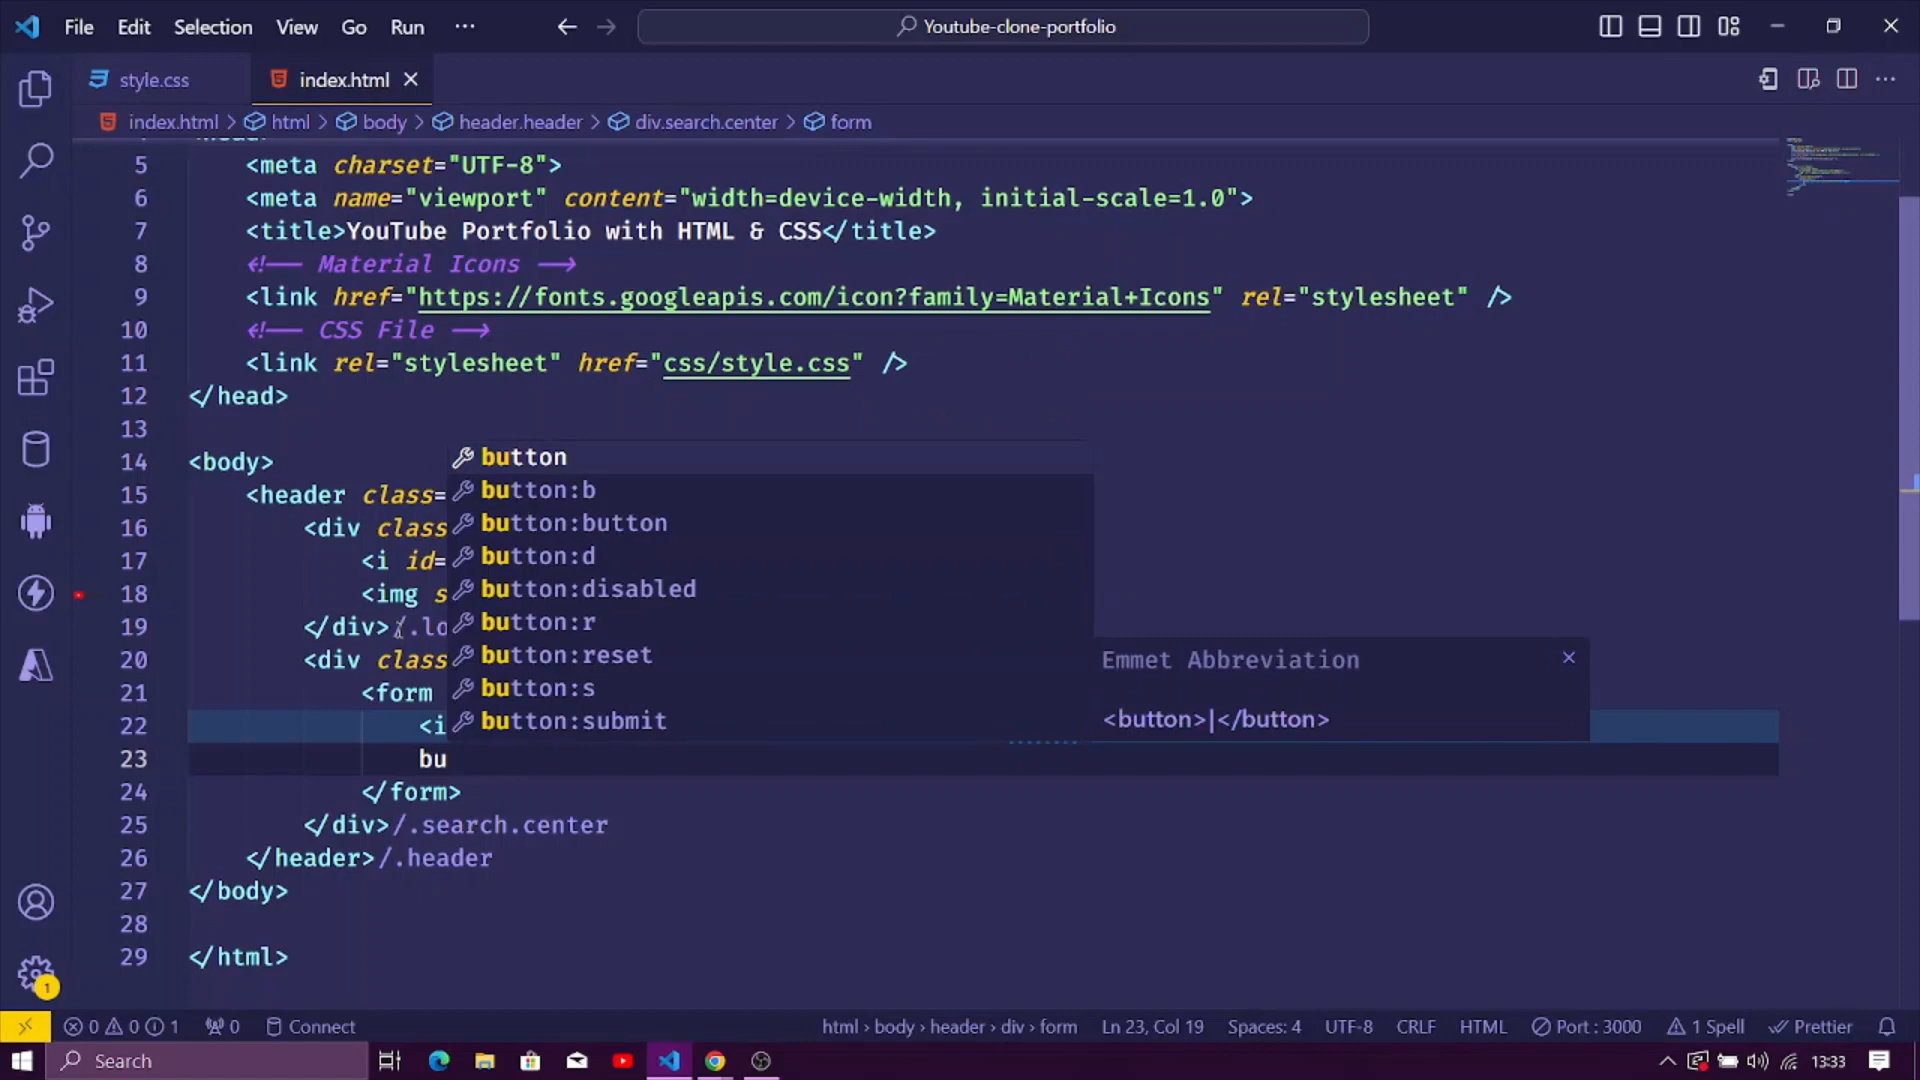 File Edit Selection View Go Run ··· Youtube-clone-portfolio
style.css index.html
index.html > html > body > header.header > div.search.center > form
5 <meta charset="UTF-8">
6 <meta name="viewport" content="width=device-width, initial-scale=1.0">
7 <title>YouTube Portfolio with HTML & CSS</title>
8 <!-- Material Icons -->
9 <link href="https://fonts.googleapis.com/icon?family=Material+Icons" rel="stylesheet" />
10 <!-- CSS File -->
11 <link rel="stylesheet" href="css/style.css" />
12 </head>
13
14 <body>
15 <header class=
16 <div class
17 <i id=
18 <img s
19 </div>/.lo
20 <div class
21 <form
22 <i
23 bu
24 </form>
25 </div>/.search.center
26 </header>/.header
27 </body>
28
29 </html>
button
button:b
button:button
button:d
button:disabled
button:r
button:reset
button:s
button:submit
Emmet Abbreviation
<button>|</button>
1
0 0 1 0 Connect html › body › header › div › form Ln 23, Col 19 Spaces: 4 UTF-8 CRLF HTML Port : 3000 1 Spell Prettier
Search 13:33